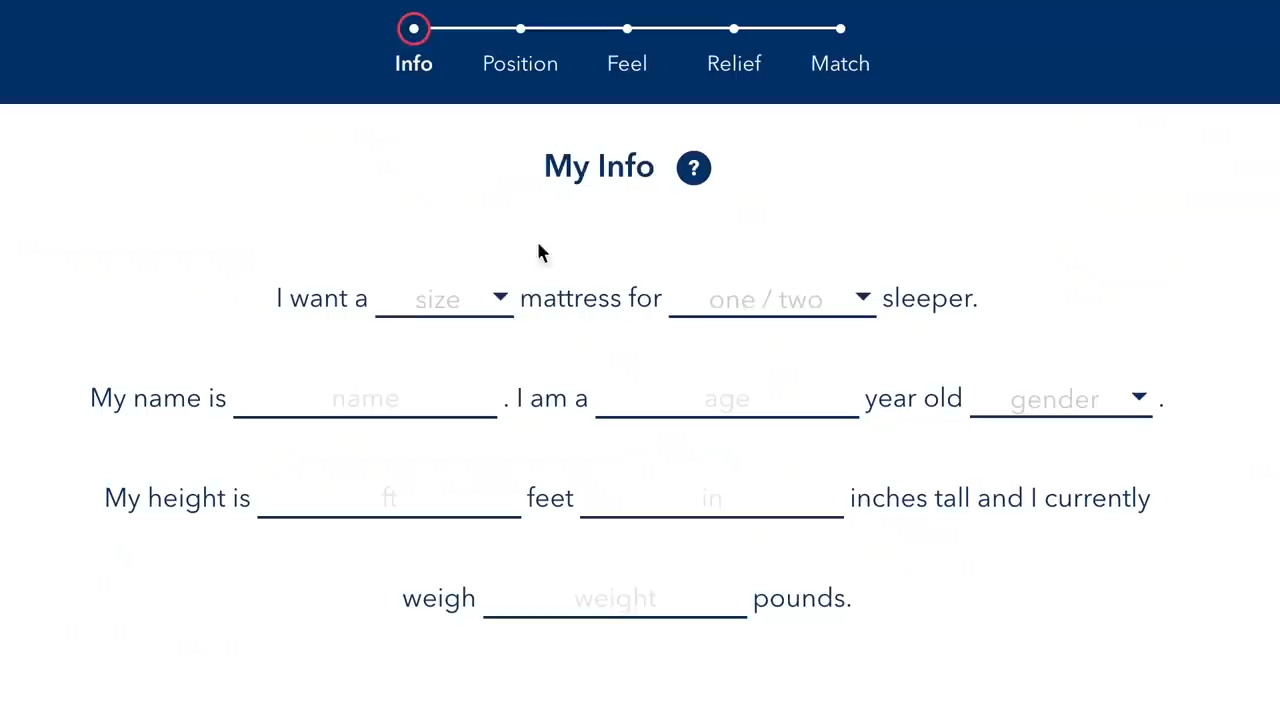 Info Position Feel Relief Match
My Info ?
I want a size mattress for one / two sleeper.
My name is name . I am a age year old gender .
My height is ft feet in inches tall and I currently
weigh weight pounds.